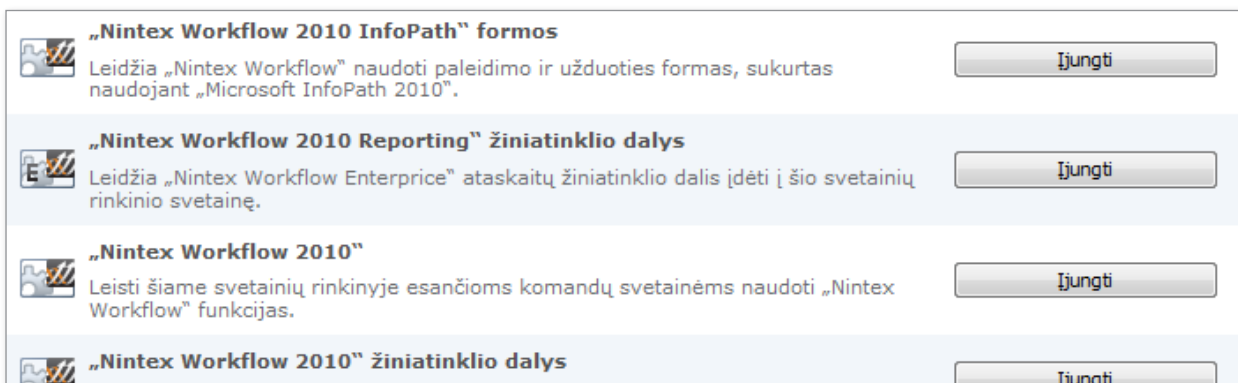 „Nintex Workflow 2010 InfoPath“ formos
Leidžia „Nintex Workflow“ naudoti paleidimo ir užduoties formas, sukurtas
naudojant „Microsoft InfoPath 2010“.
Įjungti
„Nintex Workflow 2010 Reporting“ žiniatinklio dalys
E
Leidžia „Nintex Workflow Enterprice“ ataskaitų žiniatinklio dalis įdėti į šio svetainių
rinkinio svetainę.
Įjungti
„Nintex Workflow 2010“
Leisti šiame svetainių rinkinyje esančioms komandų svetainėms naudoti „Nintex
Workflow“ funkcijas.
Įjungti
„Nintex Workflow 2010“ žiniatinklio dalys
Įjungti